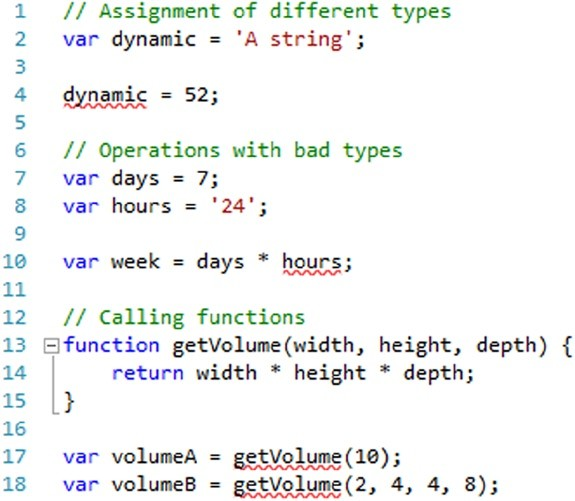 1 // Assignment of different types
2 var dynamic = 'A string';
3
4 dynamic = 52;
5
6 // Operations with bad types
7 var days = 7;
8 var hours = '24';
9
10 var week = days * hours;
11
12 // Calling functions
13 function getVolume(width, height, depth) {
14     return width * height * depth;
15 }
16
17 var volumeA = getVolume(10);
18 var volumeB = getVolume(2, 4, 4, 8);